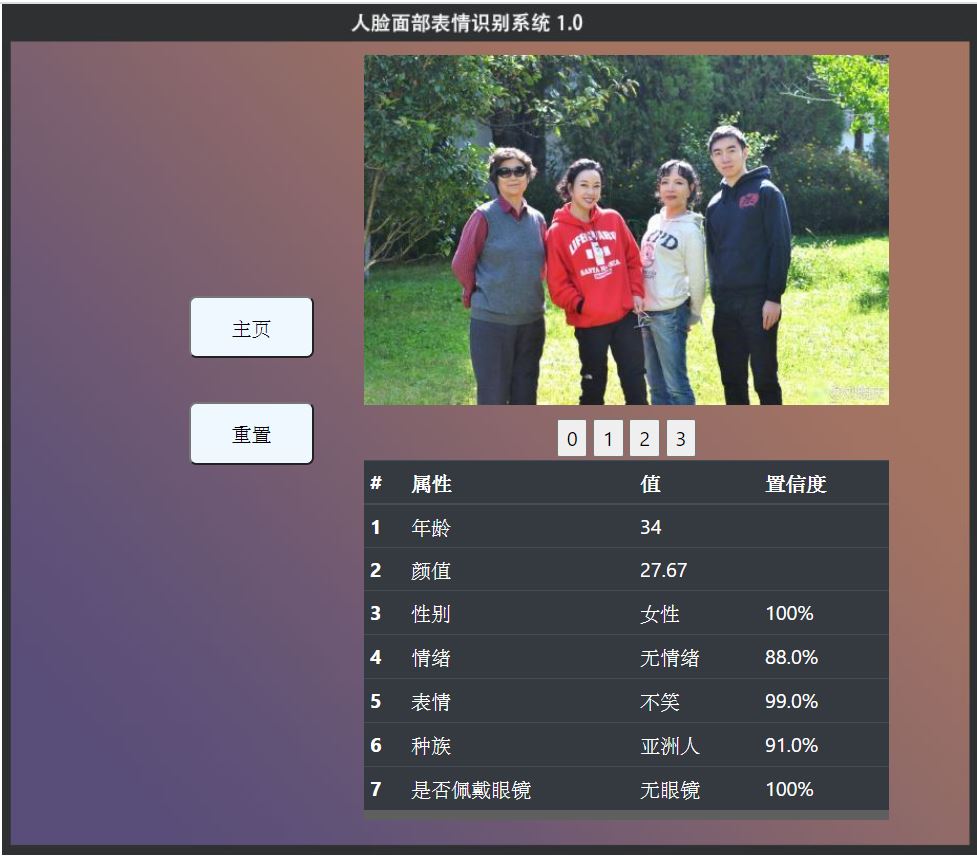 人脸面部表情识别系统 1.0
主页
重置
0 1 2 3
# 属性 值 置信度
1 年龄 34
2 颜值 27.67
3 性别 女性 100%
4 情绪 无情绪 88.0%
5 表情 不笑 99.0%
6 种族 亚洲人 91.0%
7 是否佩戴眼镜 无眼镜 100%